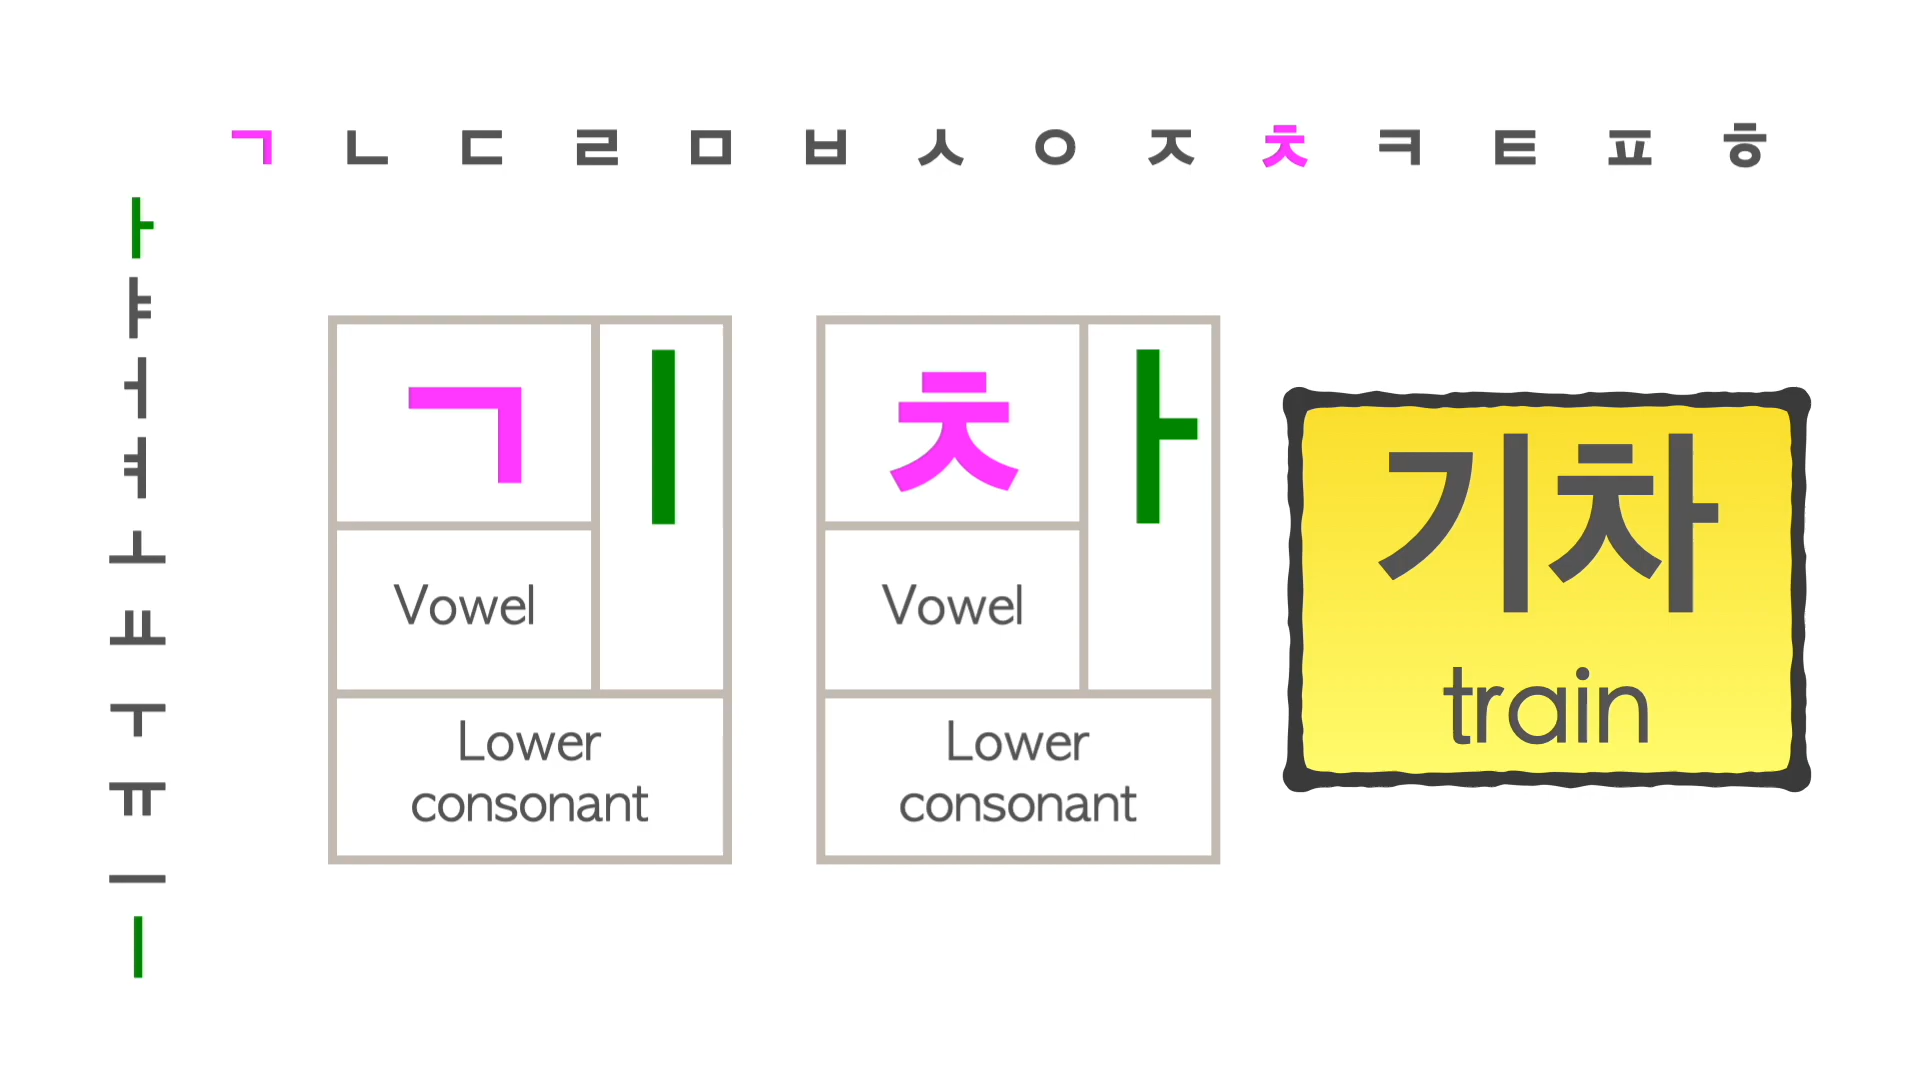 ㄱ ㄴ ㄷ ㄹ ㅁ ㅂ ㅅ ㅇ ㅈ ㅊ ㅋ ㅌ ㅍ ㅎ
ㅏ
ㅑ
ㅓ
ㅕ
ㅗ
ㅛ
ㅜ
ㅠ
ㅡ
ㅣ
ㄱ ㅣ
Vowel
Lower
consonant
ㅊ ㅏ
Vowel
Lower
consonant
기차
train